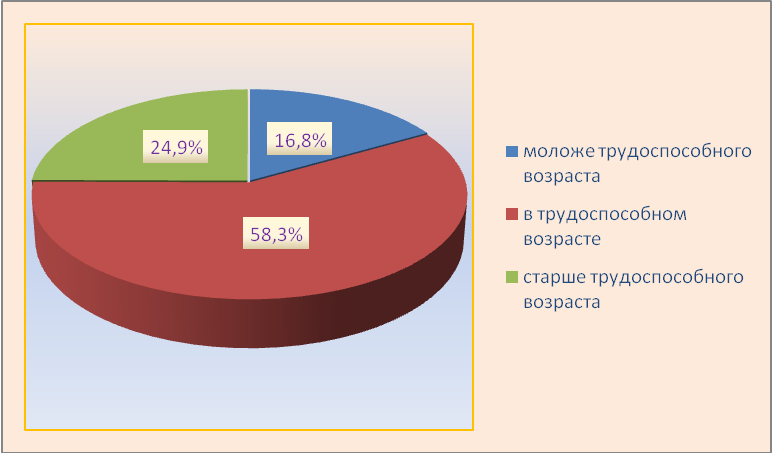 24,9%
16,8%
58,3%
моложе трудоспособного
возраста
в трудоспособном
возрасте
старше трудоспособного
возраста